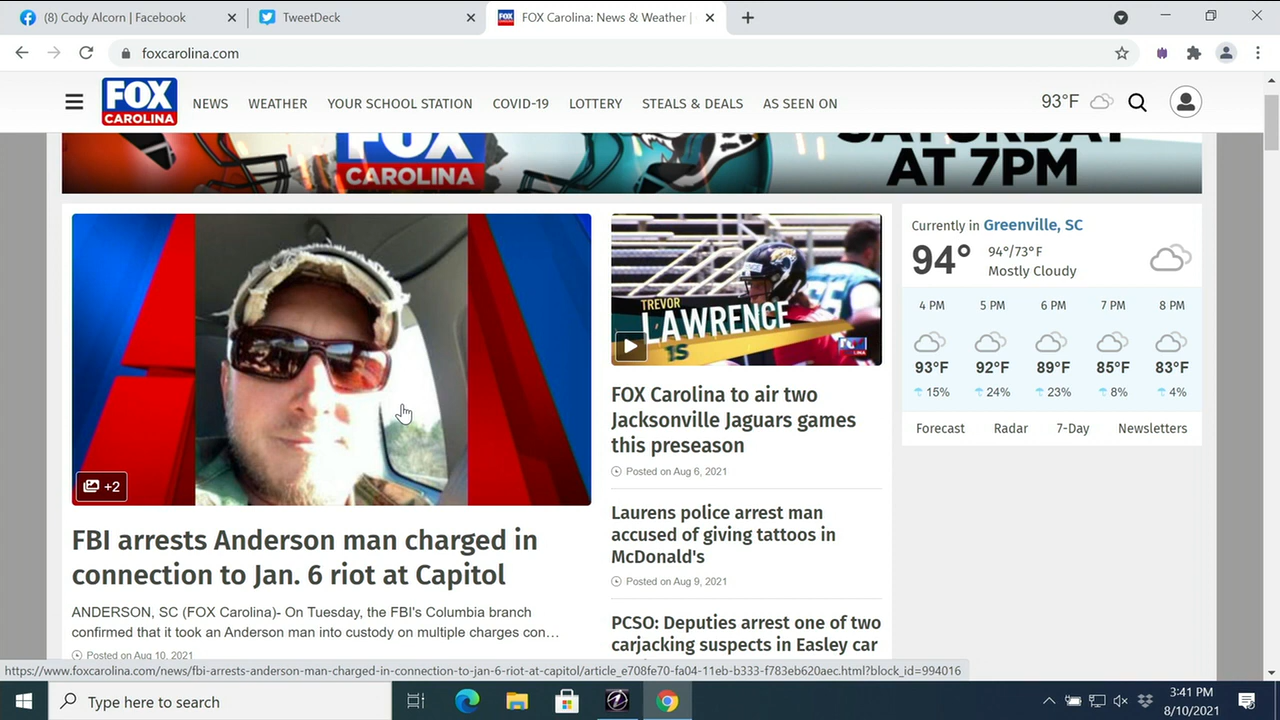 (8) Cody Alcorn | Facebook
TweetDeck
FOX Carolina: News & Weather |
foxcarolina.com
FOX
CAROLINA
NEWS
WEATHER
YOUR SCHOOL STATION
COVID-19
LOTTERY
STEALS & DEALS
AS SEEN ON
93°F
FOX
CAROLINA
SATURDAY
AT 7PM
+2
FBI arrests Anderson man charged in
connection to Jan. 6 riot at Capitol
ANDERSON, SC (FOX Carolina)- On Tuesday, the FBI's Columbia branch
confirmed that it took an Anderson man into custody on multiple charges con…
Posted on Aug 10, 2021
TREVOR
LAWRENCE
FOX Carolina to air two
Jacksonville Jaguars games
this preseason
Posted on Aug 6, 2021
Laurens police arrest man
accused of giving tattoos in
McDonald's
Posted on Aug 9, 2021
PCSO: Deputies arrest one of two
carjacking suspects in Easley car
Currently in Greenville, SC
94°
94°/73°F
Mostly Cloudy
4 PM
5 PM
6 PM
7 PM
8 PM
93°F
92°F
89°F
85°F
83°F
15%
24%
23%
8%
4%
Forecast
Radar
7-Day
Newsletters
https://www.foxcarolina.com/news/fbi-arrests-anderson-man-charged-in-connection-to-jan-6-riot-at-capitol/article_e708fe70-fa04-11eb-b333-f783eb620aec.html?block_id=994016
Type here to search
3:41 PM
8/10/2021